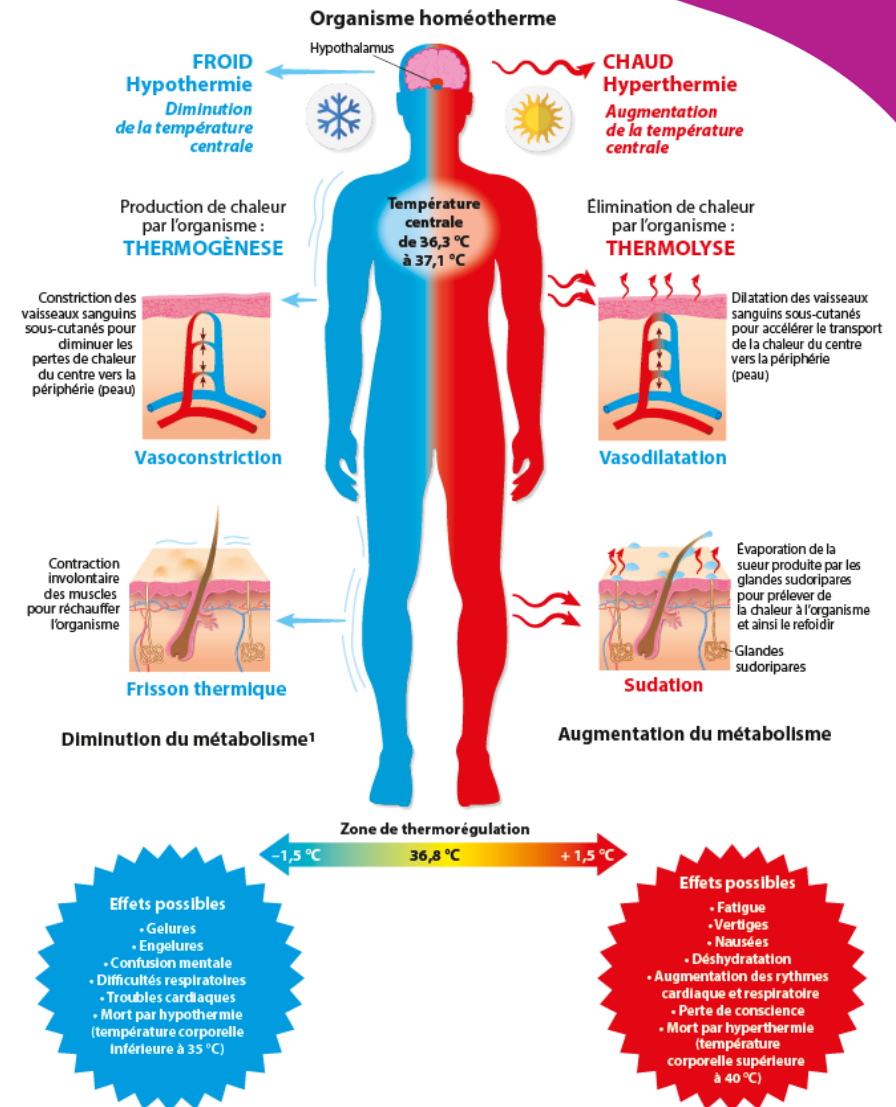 Organisme homéotherme
Hypothalamus
FROID
Hypothermie
Diminution
de la température
centrale
CHAUD
Hyperthermie
Augmentation
de la température
centrale
Température
centrale
de 36,3 °C
à 37,1 °C
Production de chaleur
par l'organisme :
THERMOGÈNESE
Constriction des
vaisseaux sanguins
sous-cutanés pour
diminuer les
pertes de chaleur
du centre vers la
périphérie (peau)
Vasoconstriction
Élimination de chaleur
par l'organisme :
THERMOLYSE
Dilatation des vaisseaux
sanguins sous-cutanés
pour accélérer le transport
de la chaleur du centre
vers la périphérie
(peau)
Vasodilatation
Contraction
involontaire
des muscles
pour réchauffer
l'organisme
Frisson thermique
Évaporation de la
sueur produite par les
glandes sudoripares
pour prélever de
la chaleur à l'organisme
et ainsi le refoidir
Glandes
sudoripares
Sudation
Diminution du métabolisme¹
Augmentation du métabolisme
Zone de thermorégulation
–1,5 °C
36,8 °C
+ 1,5 °C
Effets possibles
• Gelures
• Engelures
• Confusion mentale
• Difficultés respiratoires
• Troubles cardiaques
• Mort par hypothermie
(température corporelle
inférieure à 35 °C)
Effets possibles
• Fatigue
• Vertiges
• Nausées
• Déshydratation
• Augmentation des rythmes
cardiaque et respiratoire
• Perte de conscience
• Mort par hyperthermie
(température
corporelle supérieure
à 40 °C)